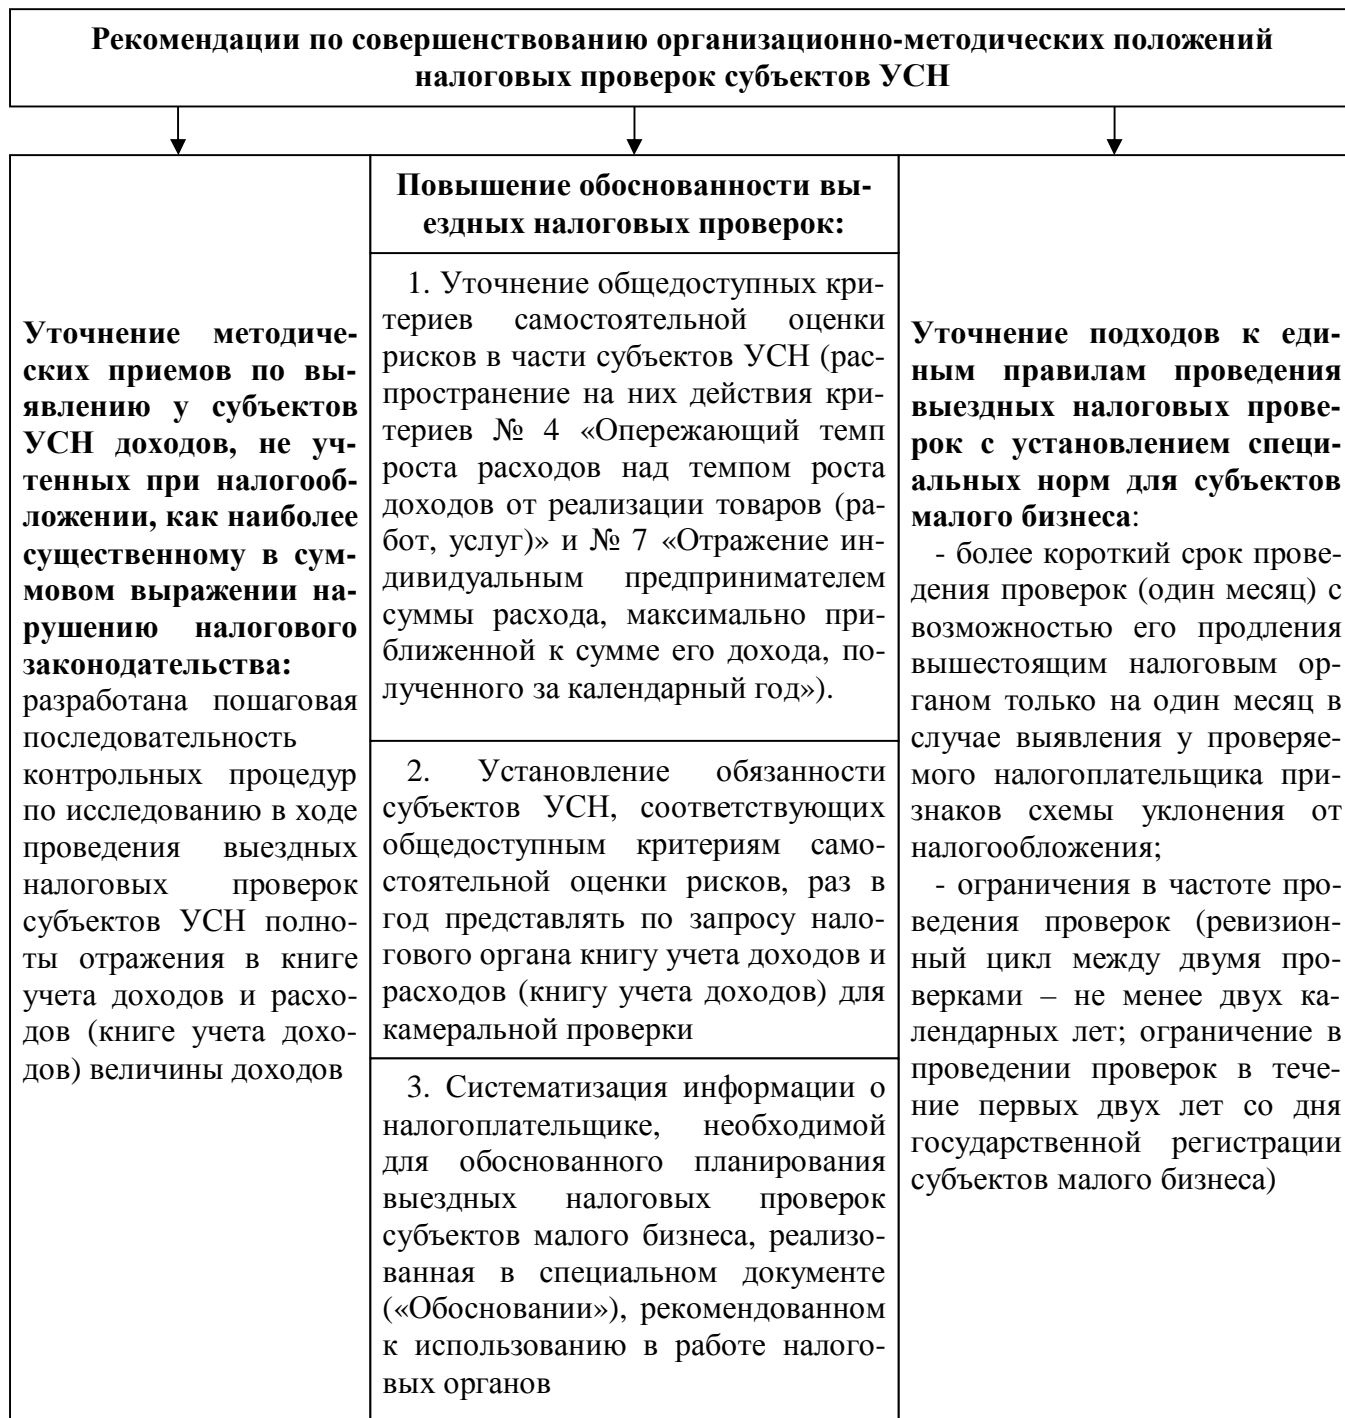 Рекомендации по совершенствованию организационно-методических положений
налоговых проверок субъектов УСН
Уточнение методиче-
ских приемов по вы-
явлению у субъектов
УСН доходов, не уч-
тенных при налогооб-
ложении, как наиболее
существенному в сум-
мовом выражении на-
рушению налогового
законодательства:
разработана пошаговая
последовательность
контрольных процедур
по исследованию в ходе
проведения выездных
налоговых проверок
субъектов УСН полно-
ты отражения в книге
учета доходов и расхо-
дов (книге учета дохо-
дов) величины доходов
Повышение обоснованности вы-
ездных налоговых проверок:
1. Уточнение общедоступных кри-
териев самостоятельной оценки
рисков в части субъектов УСН (рас-
пространение на них действия кри-
териев № 4 «Опережающий темп
роста расходов над темпом роста
доходов от реализации товаров (ра-
бот, услуг)» и № 7 «Отражение ин-
дивидуальным предпринимателем
суммы расхода, максимально при-
ближенной к сумме его дохода, по-
лученного за календарный год»).
2. Установление обязанности
субъектов УСН, соответствующих
общедоступным критериям само-
стоятельной оценки рисков, раз в
год представлять по запросу нало-
гового органа книгу учета доходов и
расходов (книгу учета доходов) для
камеральной проверки
3. Систематизация информации о
налогоплательщике, необходимой
для обоснованного планирования
выездных налоговых проверок
субъектов малого бизнеса, реализо-
ванная в специальном документе
(«Обосновании»), рекомендованном
к использованию в работе налого-
вых органов
Уточнение подходов к еди-
ным правилам проведения
выездных налоговых прове-
рок с установлением специ-
альных норм для субъектов
малого бизнеса:
- более короткий срок прове-
дения проверок (один месяц) с
возможностью его продления
вышестоящим налоговым ор-
ганом только на один месяц в
случае выявления у проверяе-
мого налогоплательщика при-
знаков схемы уклонения от
налогообложения;
- ограничения в частоте про-
ведения проверок (ревизион-
ный цикл между двумя про-
верками – не менее двух ка-
лендарных лет; ограничение в
проведении проверок в тече-
ние первых двух лет со дня
государственной регистрации
субъектов малого бизнеса)